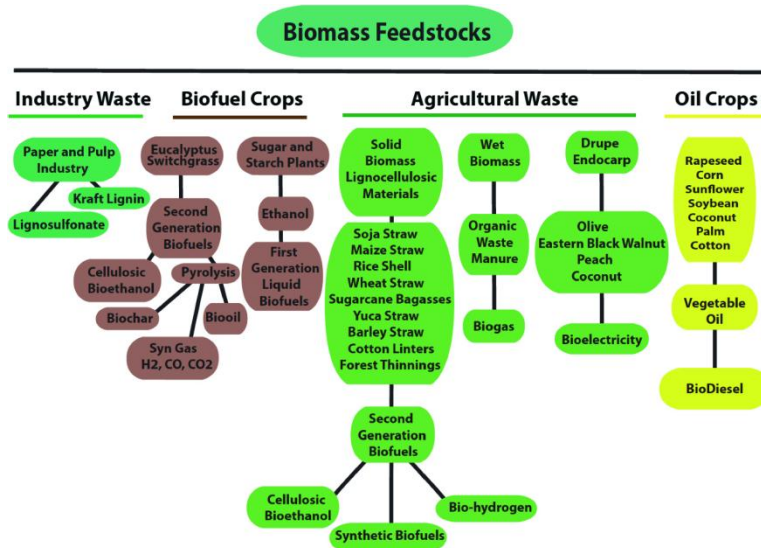 Biomass Feedstocks
Industry Waste
Paper and Pulp
Industry
Kraft Lignin
Lignosulfonate
Biofuel Crops
Eucalyptus
Switchgrass
Second
Generation
Biofuels
Cellulosic
Bioethanol
Pyrolysis
Biochar
Biooil
Syn Gas
H2, CO, CO2
Sugar and
Starch Plants
Ethanol
First
Generation
Liquid
Biofuels
Agricultural Waste
Solid
Biomass
Lignocellulosic
Materials
Soja Straw
Maize Straw
Rice Shell
Wheat Straw
Sugarcane Bagasses
Yuca Straw
Barley Straw
Cotton Linters
Forest Thinnings
Second
Generation
Biofuels
Cellulosic
Bioethanol
Synthetic Biofuels
Bio-hydrogen
Wet
Biomass
Organic
Waste
Manure
Biogas
Drupe
Endocarp
Olive
Eastern Black Walnut
Peach
Coconut
Bioelectricity
Oil Crops
Rapeseed
Corn
Sunflower
Soybean
Coconut
Palm
Cotton
Vegetable
Oil
BioDiesel